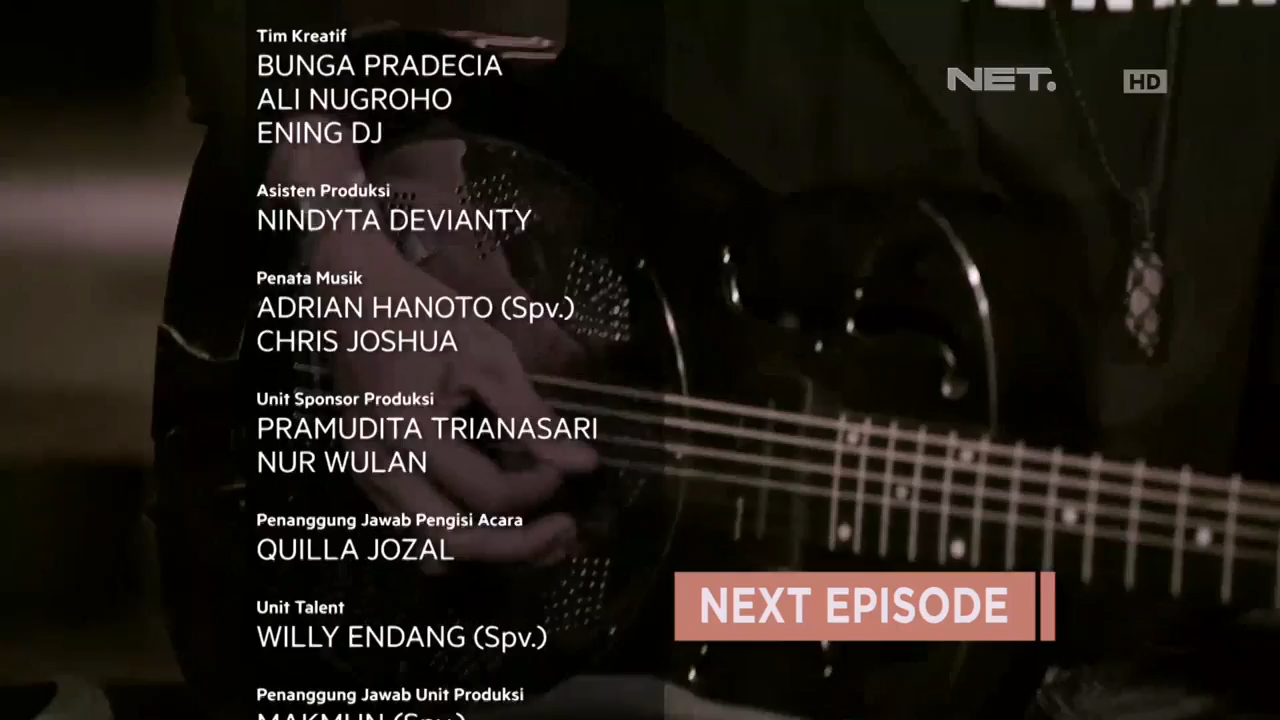 Tim Kreatif
BUNGA PRADECIA
ALI NUGROHO
ENING DJ
Asisten Produksi
NINDYTA DEVIANTY
Penata Musik
ADRIAN HANOTO (Spv.)
CHRIS JOSHUA
Unit Sponsor Produksi
PRAMUDITA TRIANASARI
NUR WULAN
Penanggung Jawab Pengisi Acara
QUILLA JOZAL
Unit Talent
WILLY ENDANG (Spv.)
Penanggung Jawab Unit Produksi
MAKMUN (Spv.)
NET.
HD
NEXT EPISODE